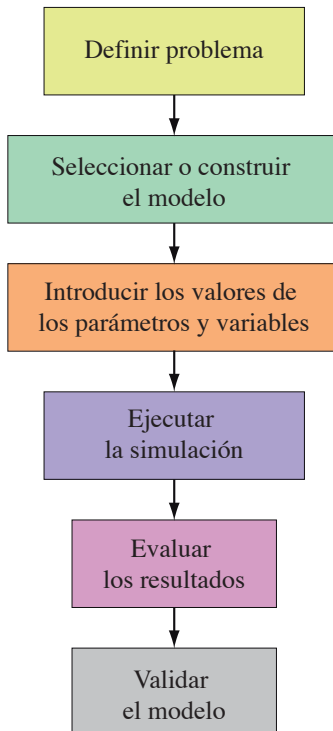 Definir problema
Seleccionar o construir
el modelo
Introducir los valores de
los parámetros y variables
Ejecutar
la simulación
Evaluar
los resultados
Validar
el modelo